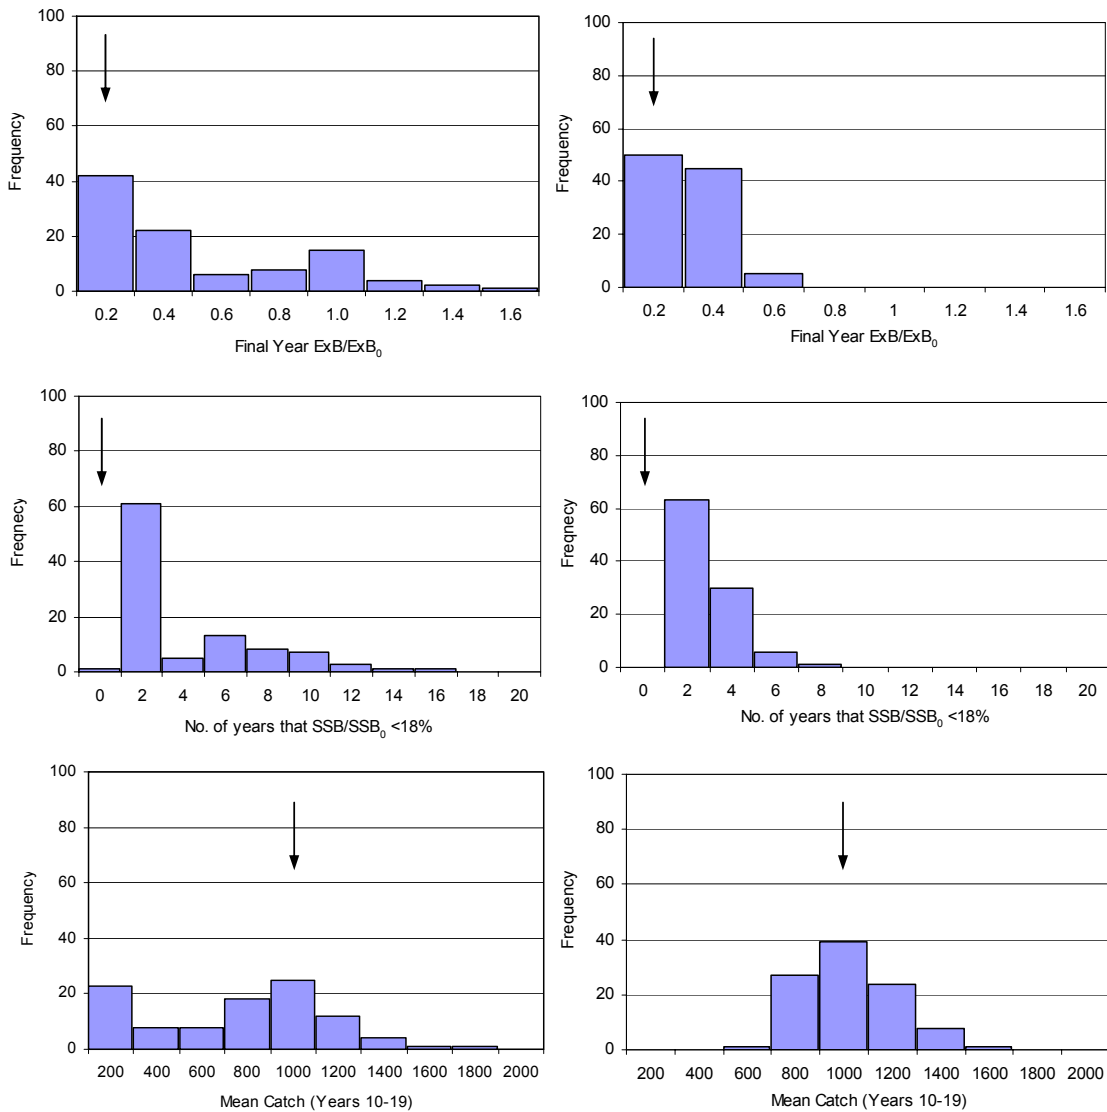 100
80
60
40
20
0
Frequency
0.2 0.4 0.6 0.8 1.0 1.2 1.4 1.6
Final Year ExB/ExB₀
100
80
60
40
20
0
Frequency
0.2 0.4 0.6 0.8 1 1.2 1.4 1.6
Final Year ExB/ExB₀
100
80
60
40
20
0
Freqnecy
0 2 4 6 8 10 12 14 16 20
No. of years that SSB/SSB₀ <18%
100
80
60
40
20
0
Freqnecy
0 2 4 6 8 10 12 14 16 20
No. of years that SSB/SSB₀ <18%
100
80
60
40
20
0
Frequency
200 400 600 800 1000 1200 1400 1600 1800 2000
Mean Catch (Years 10-19)
100
80
60
40
20
0
Frequency
200 400 600 800 1000 1200 1400 1600 1800 2000
Mean Catch (Years 10-19)